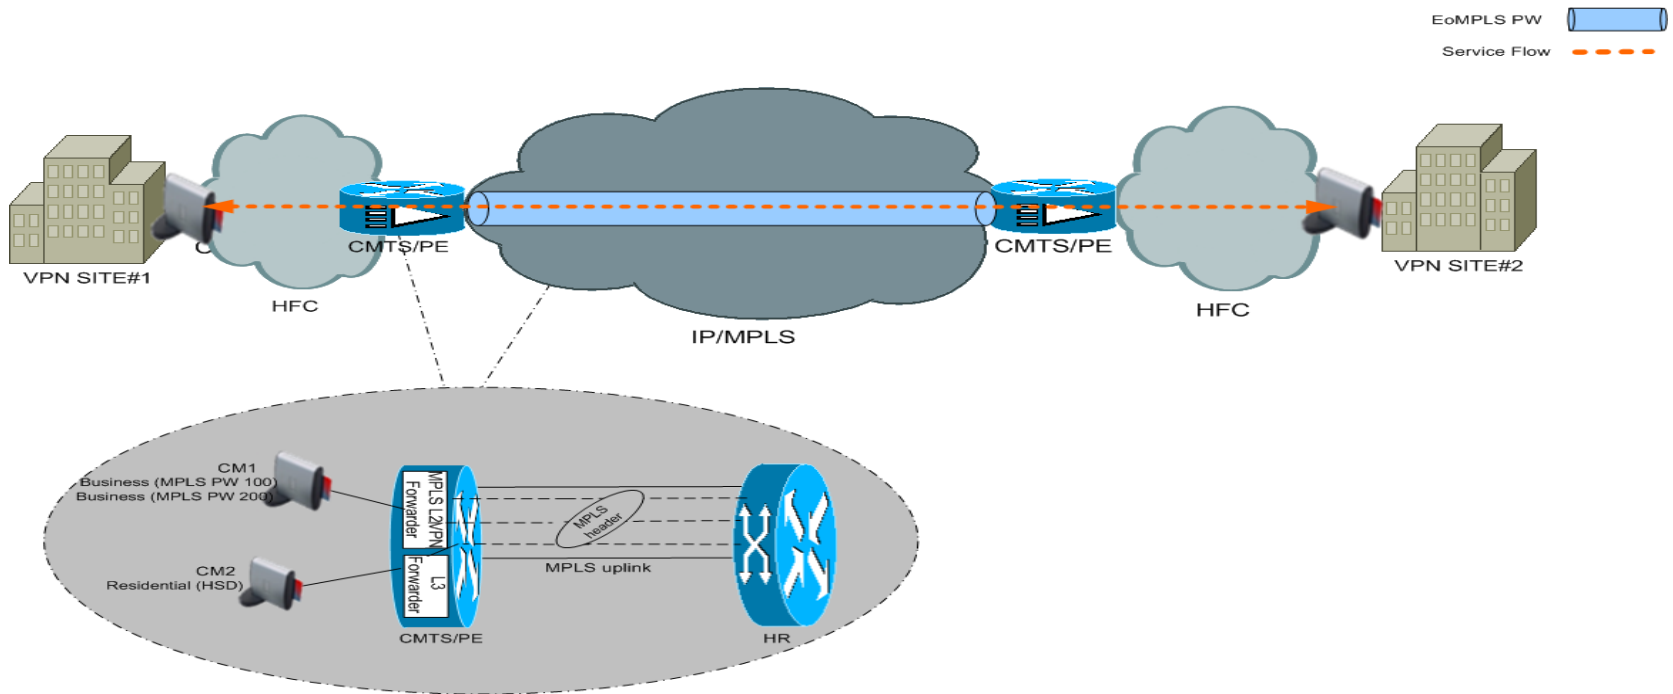 EoMPLS PW
Service Flow
CMTS/PE
CMTS/PE
VPN SITE#1
VPN SITE#2
HFC
HFC
IP/MPLS
CM1
Business (MPLS PW 100)
Business (MPLS PW 200)
MPLS L2VPN
Forwarder
MPLS
header
MPLS uplink
CM2
Residential (HSD)
L3
Forwarder
CMTS/PE
HR